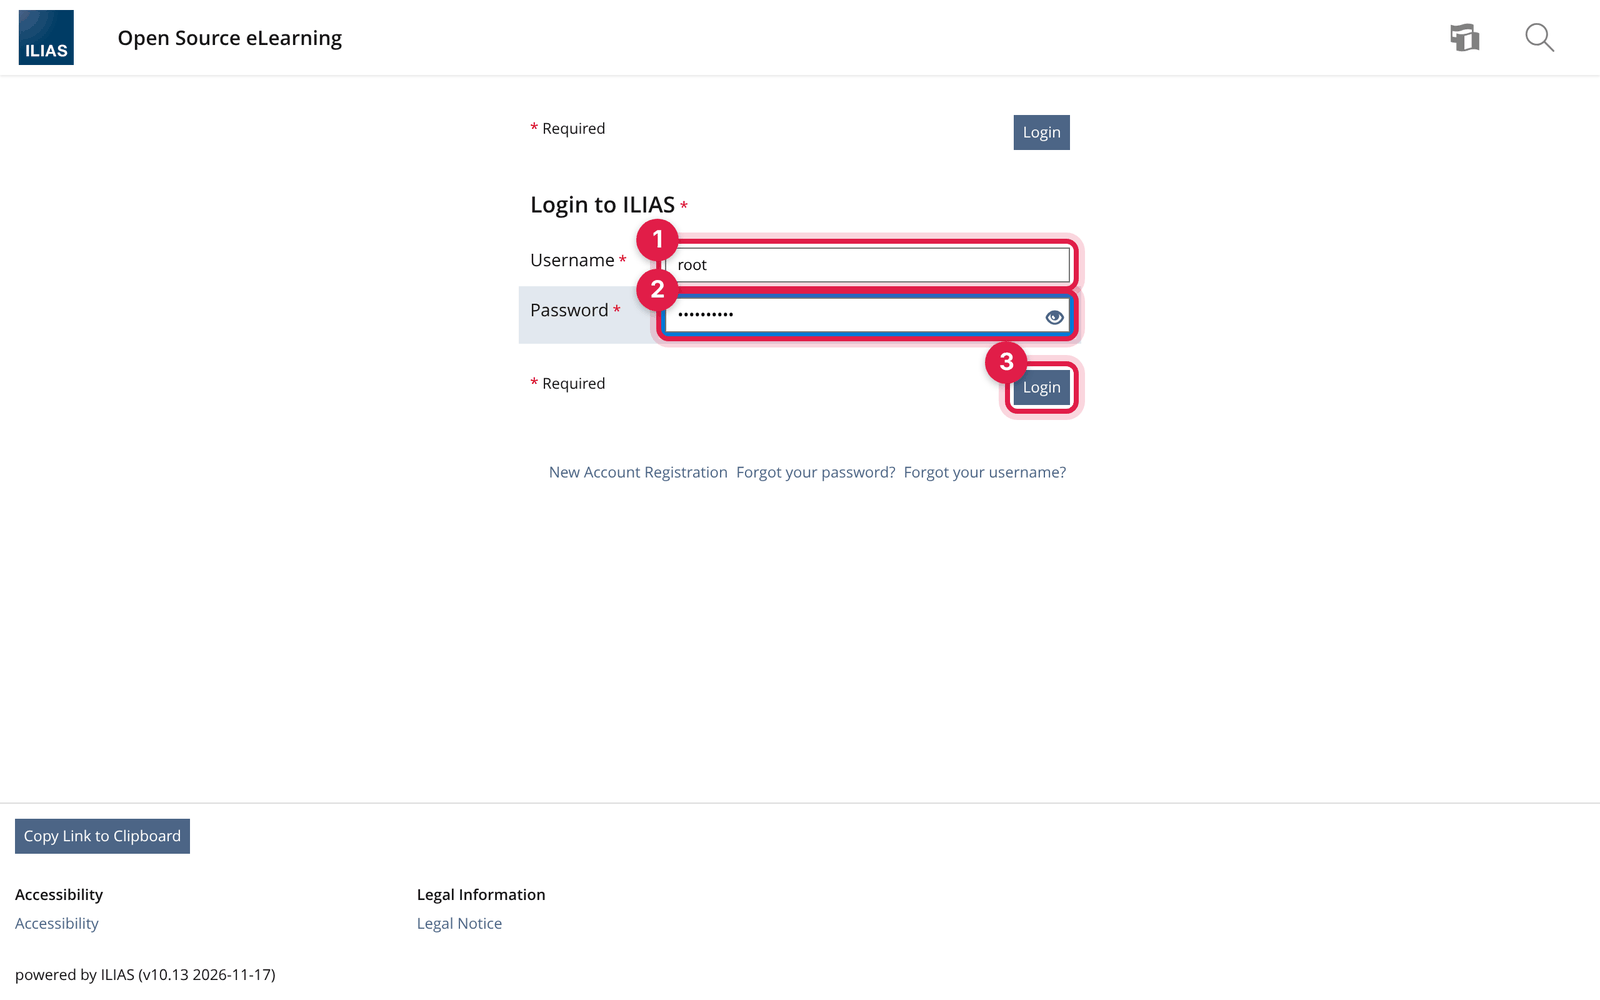 ILIAS
Open Source eLearning
* Required
Login
Login to ILIAS *
1
Username *
root
2
Password *
••••••••••
3
* Required
Login
New Account Registration Forgot your password? Forgot your username?
Copy Link to Clipboard
Accessibility
Legal Information
Accessibility
Legal Notice
powered by ILIAS (v10.13 2026-11-17)